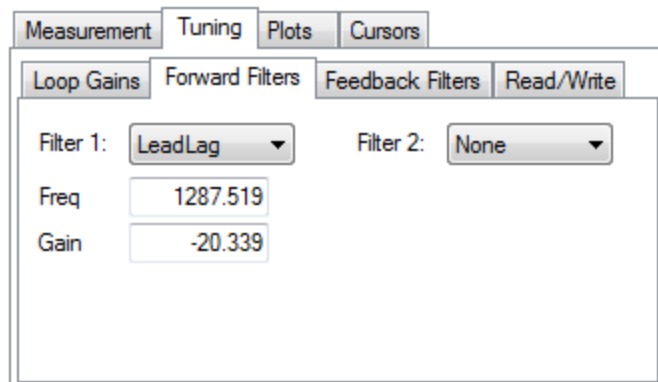 Measurement Tuning Plots Cursors
Loop Gains Forward Filters Feedback Filters Read/Write
Filter 1: LeadLag Filter 2: None
Freq 1287.519
Gain -20.339